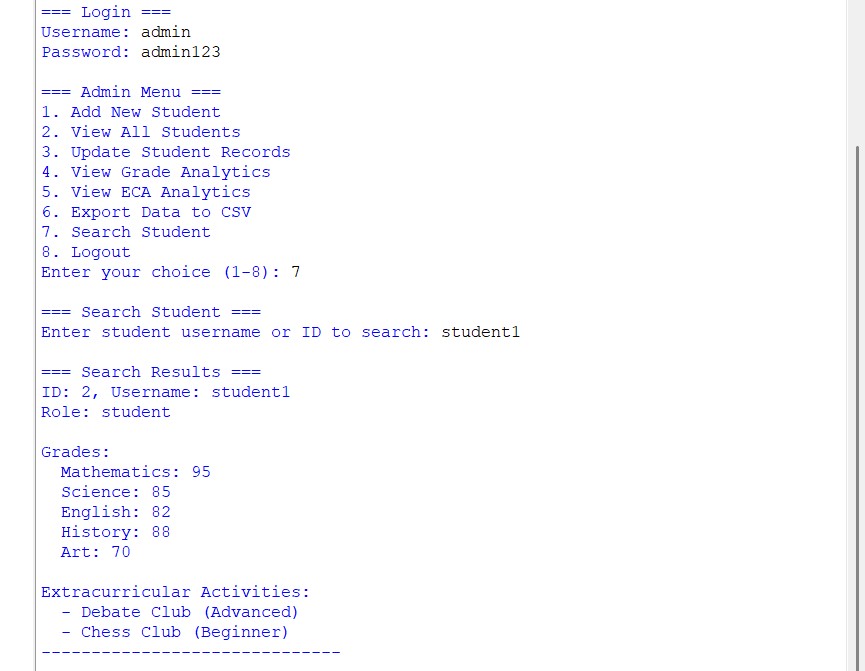 === Login ===
Username: admin
Password: admin123
=== Admin Menu ===
1. Add New Student
2. View All Students
3. Update Student Records
4. View Grade Analytics
5. View ECA Analytics
6. Export Data to CSV
7. Search Student
8. Logout
Enter your choice (1-8): 7
=== Search Student ===
Enter student username or ID to search: student1
=== Search Results ===
ID: 2, Username: student1
Role: student
Grades:
Mathematics: 95
Science: 85
English: 82
History: 88
Art: 70
Extracurricular Activities:
- Debate Club (Advanced)
- Chess Club (Beginner)
------------------------------